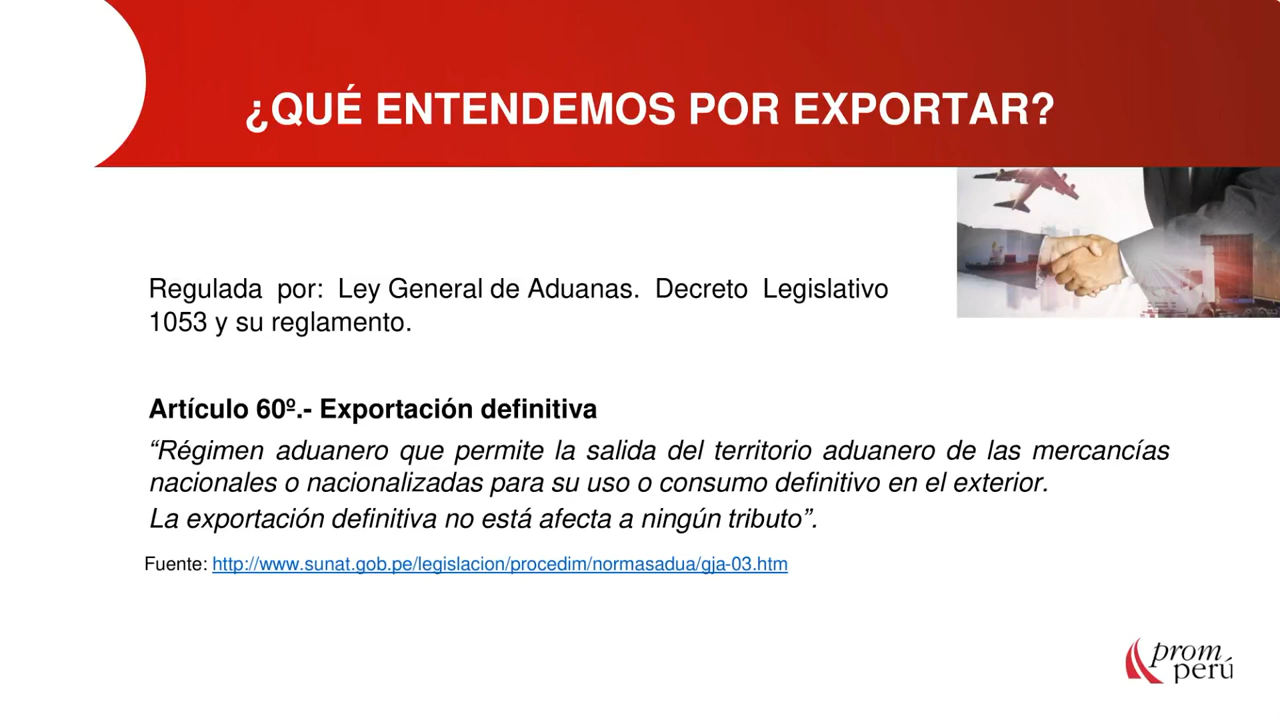 ¿QUÉ ENTENDEMOS POR EXPORTAR?
Regulada por: Ley General de Aduanas. Decreto Legislativo
1053 y su reglamento.
Artículo 60º.- Exportación definitiva
“Régimen aduanero que permite la salida del territorio aduanero de las mercancías
nacionales o nacionalizadas para su uso o consumo definitivo en el exterior.
La exportación definitiva no está afecta a ningún tributo”.
Fuente: http://www.sunat.gob.pe/legislacion/procedim/normasadua/gja-03.htm
prom
perú